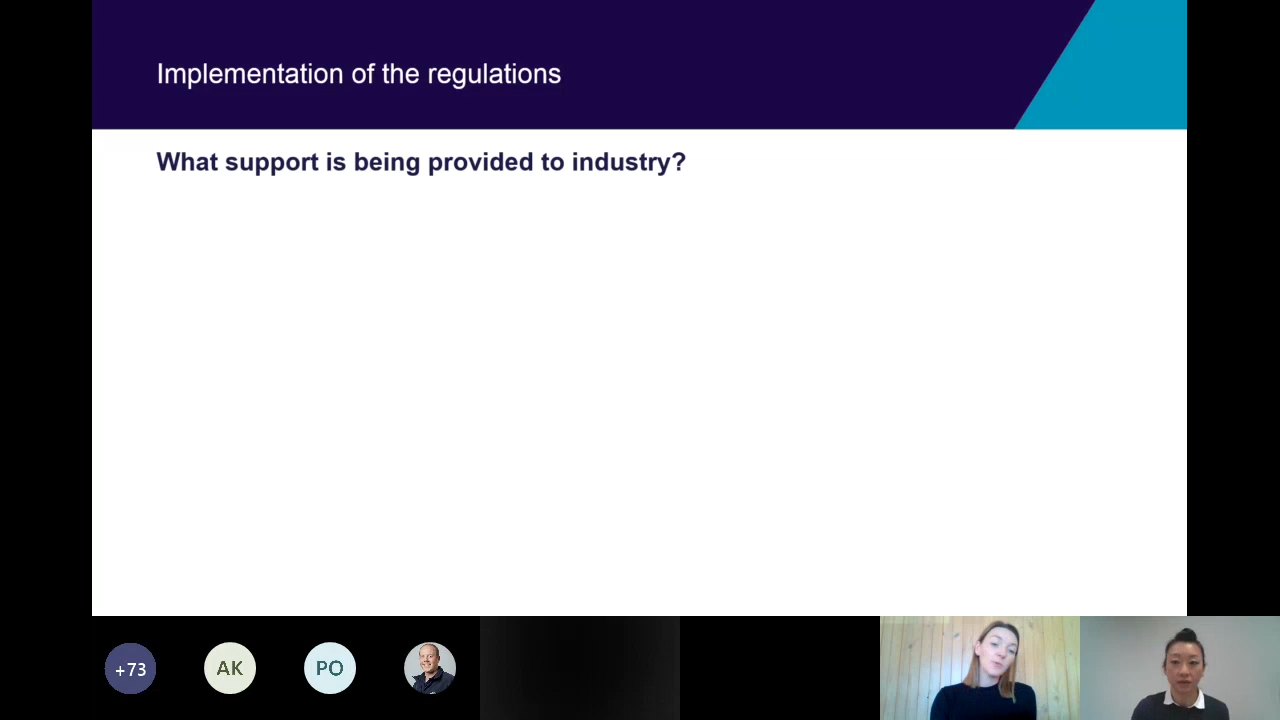 Implementation of the regulations
What support is being provided to industry?
+73
AK
PO